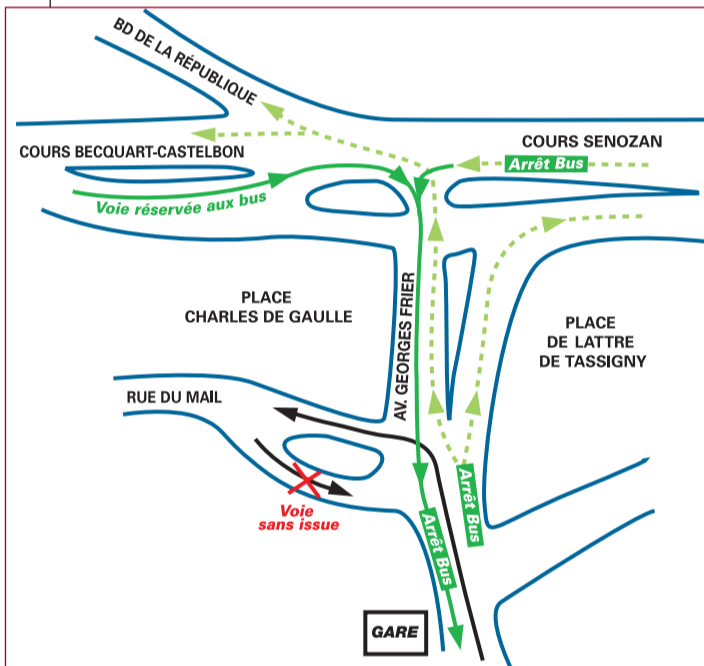 BD DE LA RÉPUBLIQUE
COURS BECQUART-CASTELBON
COURS SENOZAN
Arrêt Bus
Voie réservée aux bus
PLACE
CHARLES DE GAULLE
AV. GEORGES FRIER
PLACE
DE LATTRE
DE TASSIGNY
RUE DU MAIL
Voie
sans issue
Arrêt Bus
Arrêt Bus
GARE